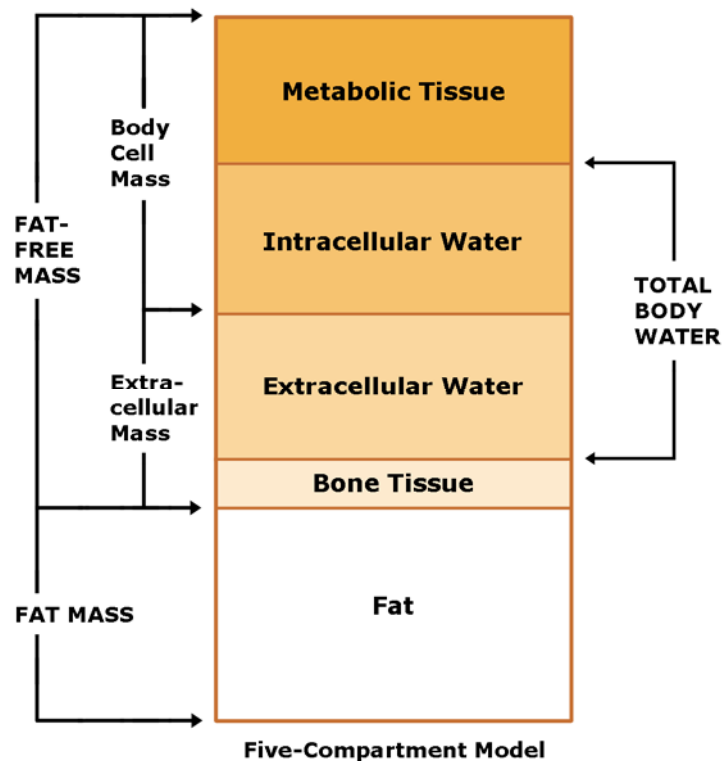 Metabolic Tissue
Body
Cell
Mass
FAT-
FREE
MASS
Intracellular Water
TOTAL
BODY
WATER
Extracellular Water
Extra-
cellular
Mass
Bone Tissue
Fat
FAT MASS
Five-Compartment Model